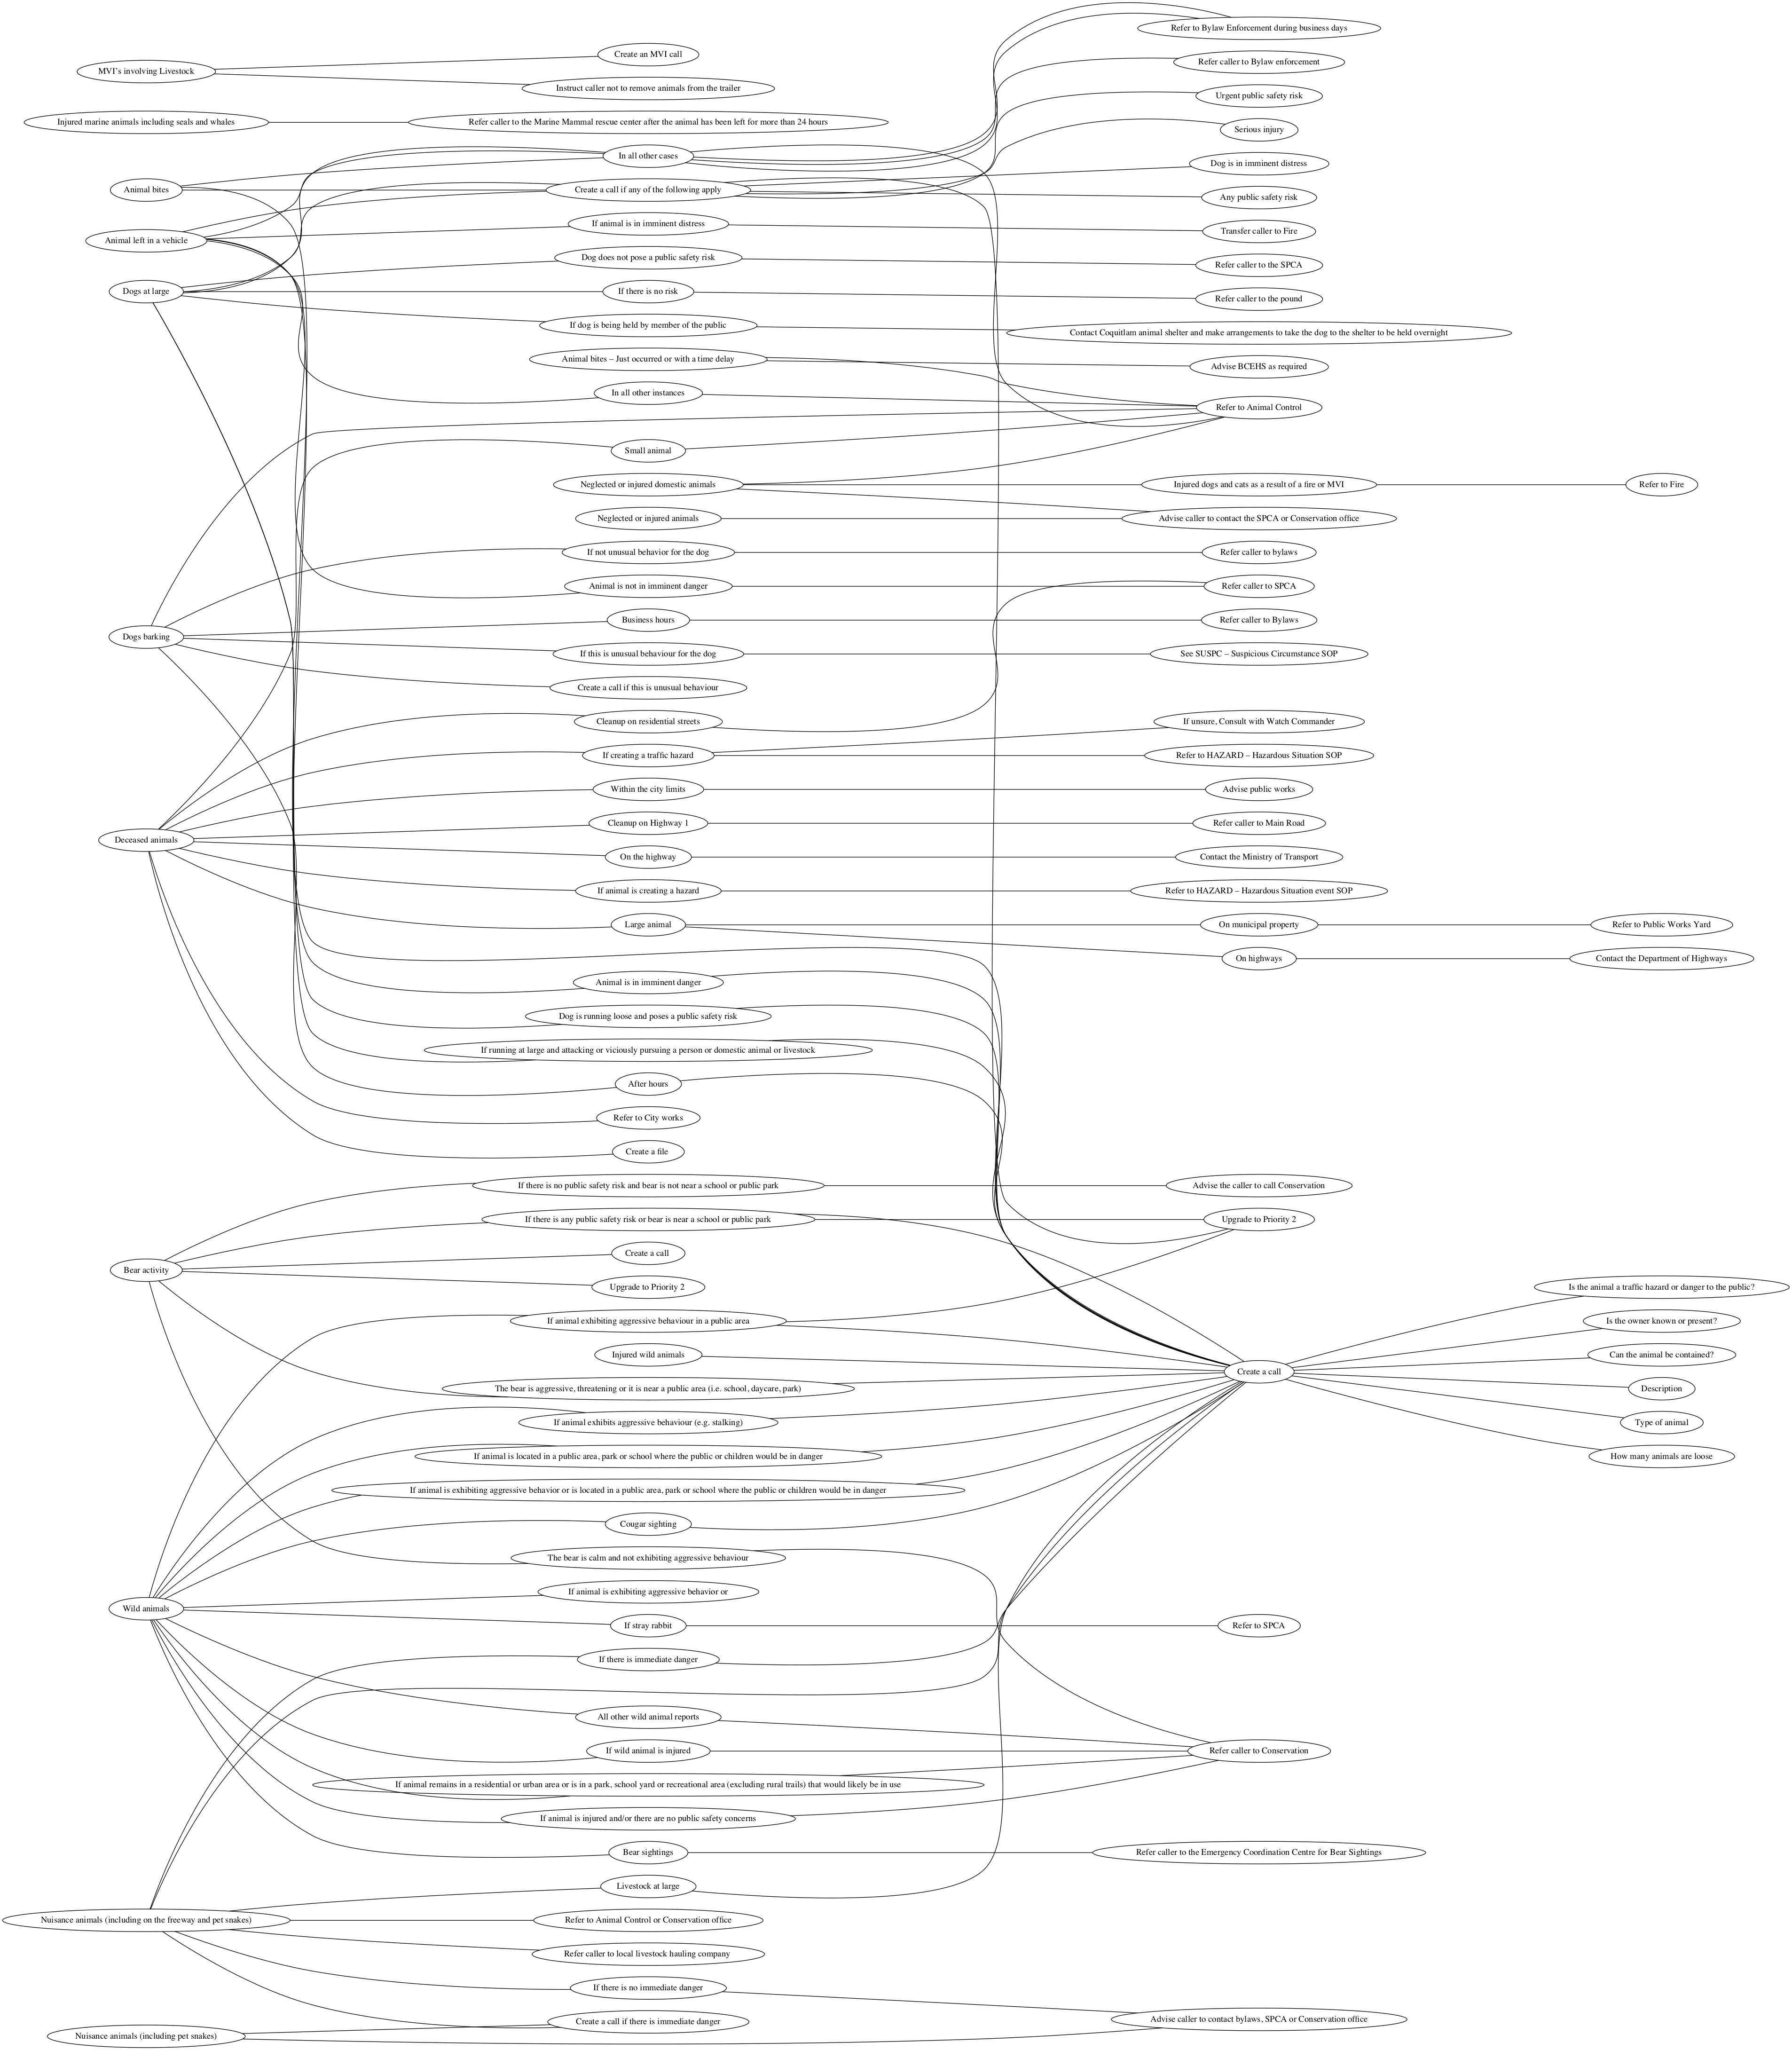 Refer to Bylaw Enforcement during business days
Create an MVI call
Refer caller to Bylaw enforcement
MVI's involving Livestock
Instruct caller not to remove animals from the trailer
Urgent public safety risk
Injured marine animals including seals and whales
Refer caller to the Marine Mammal rescue center after the animal has been left for more than 24 hours
Serious injury
In all other cases
Dog is in imminent distress
Animal bites
Create a call if any of the following apply
Any public safety risk
If animal is in imminent distress
Transfer caller to Fire
Animal left in a vehicle
Dog does not pose a public safety risk
Refer caller to the SPCA
Dogs at large
If there is no risk
Refer caller to the pound
If dog is being held by member of the public
Contact Coquitlam animal shelter and make arrangements to take the dog to the shelter to be held overnight
Animal bites – Just occurred or with a time delay
Advise BCEHS as required
In all other instances
Refer to Animal Control
Small animal
Neglected or injured domestic animals
Injured dogs and cats as a result of a fire or MVI
Refer to Fire
Neglected or injured animals
Advise caller to contact the SPCA or Conservation office
If not unusual behavior for the dog
Refer caller to bylaws
Animal is not in imminent danger
Refer caller to SPCA
Business hours
Refer caller to Bylaws
Dogs barking
If this is unusual behaviour for the dog
See SUSPC – Suspicious Circumstance SOP
Create a call if this is unusual behaviour
Cleanup on residential streets
If unsure, Consult with Watch Commander
If creating a traffic hazard
Refer to HAZARD – Hazardous Situation SOP
Within the city limits
Advise public works
Cleanup on Highway 1
Refer caller to Main Road
Deceased animals
On the highway
Contact the Ministry of Transport
If animal is creating a hazard
Refer to HAZARD – Hazardous Situation event SOP
Large animal
On municipal property
Refer to Public Works Yard
On highways
Contact the Department of Highways
Animal is in imminent danger
Dog is running loose and poses a public safety risk
If running at large and attacking or viciously pursuing a person or domestic animal or livestock
After hours
Refer to City works
Create a file
If there is no public safety risk and bear is not near a school or public park
Advise the caller to call Conservation
If there is any public safety risk or bear is near a school or public park
Upgrade to Priority 2
Create a call
Bear activity
Upgrade to Priority 2
Is the animal a traffic hazard or danger to the public?
If animal exhibiting aggressive behaviour in a public area
Is the owner known or present?
Injured wild animals
Can the animal be contained?
Create a call
The bear is aggressive, threatening or it is near a public area (i.e. school, daycare, park)
Description
If animal exhibits aggressive behaviour (e.g. stalking)
Type of animal
If animal is located in a public area, park or school where the public or children would be in danger
How many animals are loose
If animal is exhibiting aggressive behavior or is located in a public area, park or school where the public or children would be in danger
Cougar sighting
The bear is calm and not exhibiting aggressive behaviour
If animal is exhibiting aggressive behavior or
Wild animals
If stray rabbit
Refer to SPCA
If there is immediate danger
All other wild animal reports
If wild animal is injured
Refer caller to Conservation
If animal remains in a residential or urban area or is in a park, school yard or recreational area (excluding rural trails) that would likely be in use
If animal is injured and/or there are no public safety concerns
Bear sightings
Refer caller to the Emergency Coordination Centre for Bear Sightings
Livestock at large
Nuisance animals (including on the freeway and pet snakes)
Refer to Animal Control or Conservation office
Refer caller to local livestock hauling company
If there is no immediate danger
Create a call if there is immediate danger
Advise caller to contact bylaws, SPCA or Conservation office
Nuisance animals (including pet snakes)